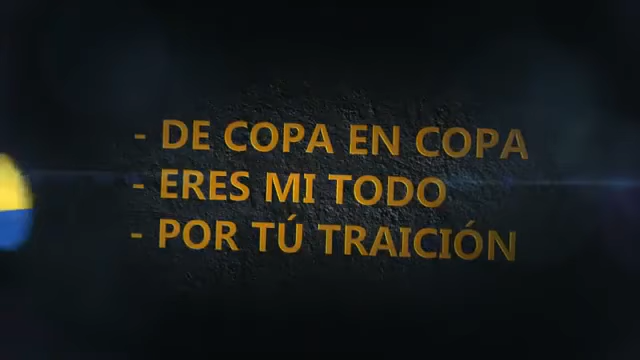 - DE COPA EN COPA
- ERES MI TODO
- POR TÚ TRAICIÓN